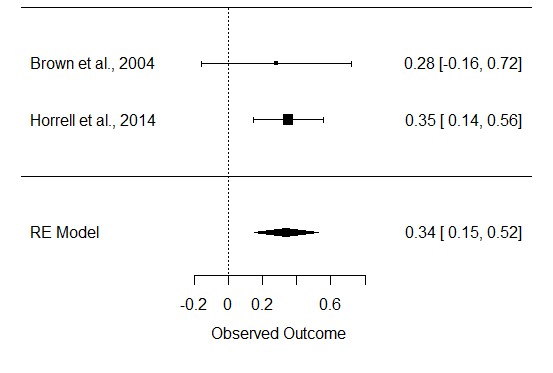 Brown et al., 2004 0.28 [-0.16, 0.72]
Horrell et al., 2014 0.35 [ 0.14, 0.56]
RE Model 0.34 [ 0.15, 0.52]
-0.2 0 0.2 0.6
Observed Outcome